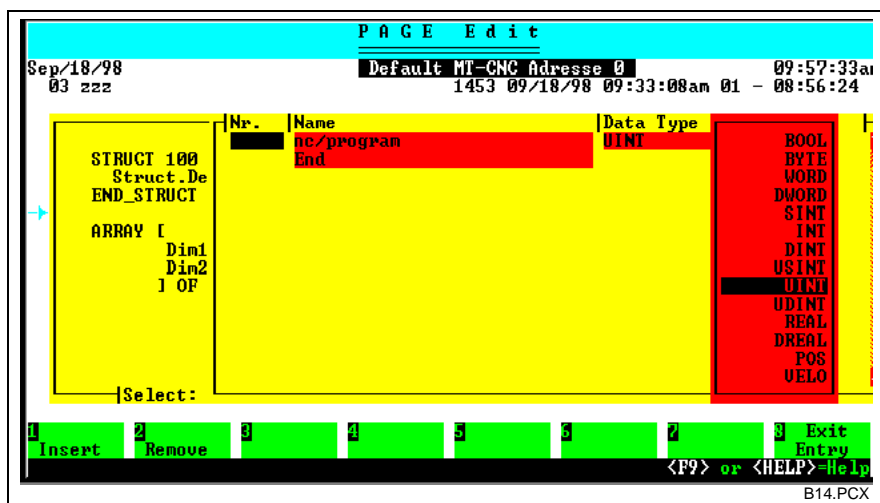 PAGE Edit
Sep/18/98 Default MT-CNC Adresse 0 09:57:33am
03 zzz 1453 09/18/98 09:33:08am 01 - 08:56:24
Nr. Name Data Type
nc/program UINT
End
STRUCT 100
Struct.De
END_STRUCT
ARRAY [
Dim1
Dim2
] OF
Select:
BOOL
BYTE
WORD
DWORD
SINT
INT
DINT
USINT
UINT
UDINT
REAL
DREAL
POS
VELO
1 2 3 4 5 6 7 8 Exit
Insert Remove Entry
<F9> or <HELP>=Help
B14.PCX